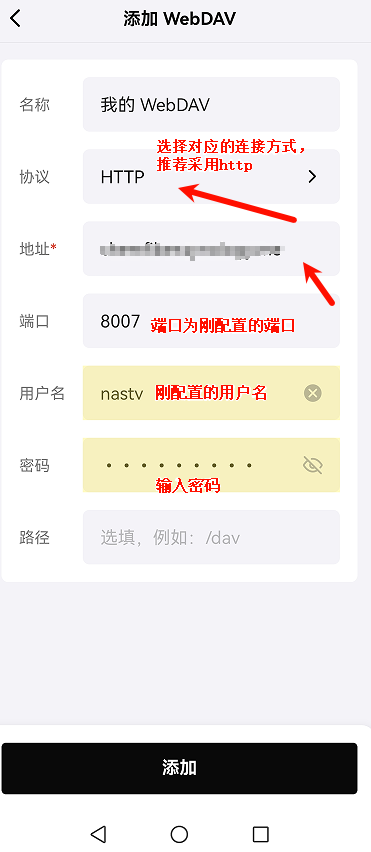 添加 WebDAV
名称 我的 WebDAV
选择对应的连接方式，
推荐采用http
协议 HTTP
地址*
端口 8007 端口为刚配置的端口
用户名 nastv 刚配置的用户名
密码 ·········
输入密码
路径 选填，例如：/dav
添加